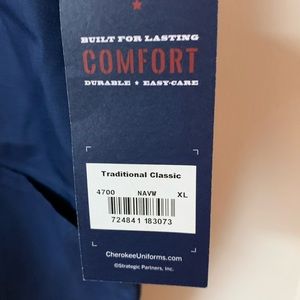 BUILT FOR LASTING
COMFORT
DURABLE ★ EASY-CARE
Traditional Classic
4700 NAVW XL
724841 183073
CherokeeUniforms.com
©Strategic Partners, Inc.